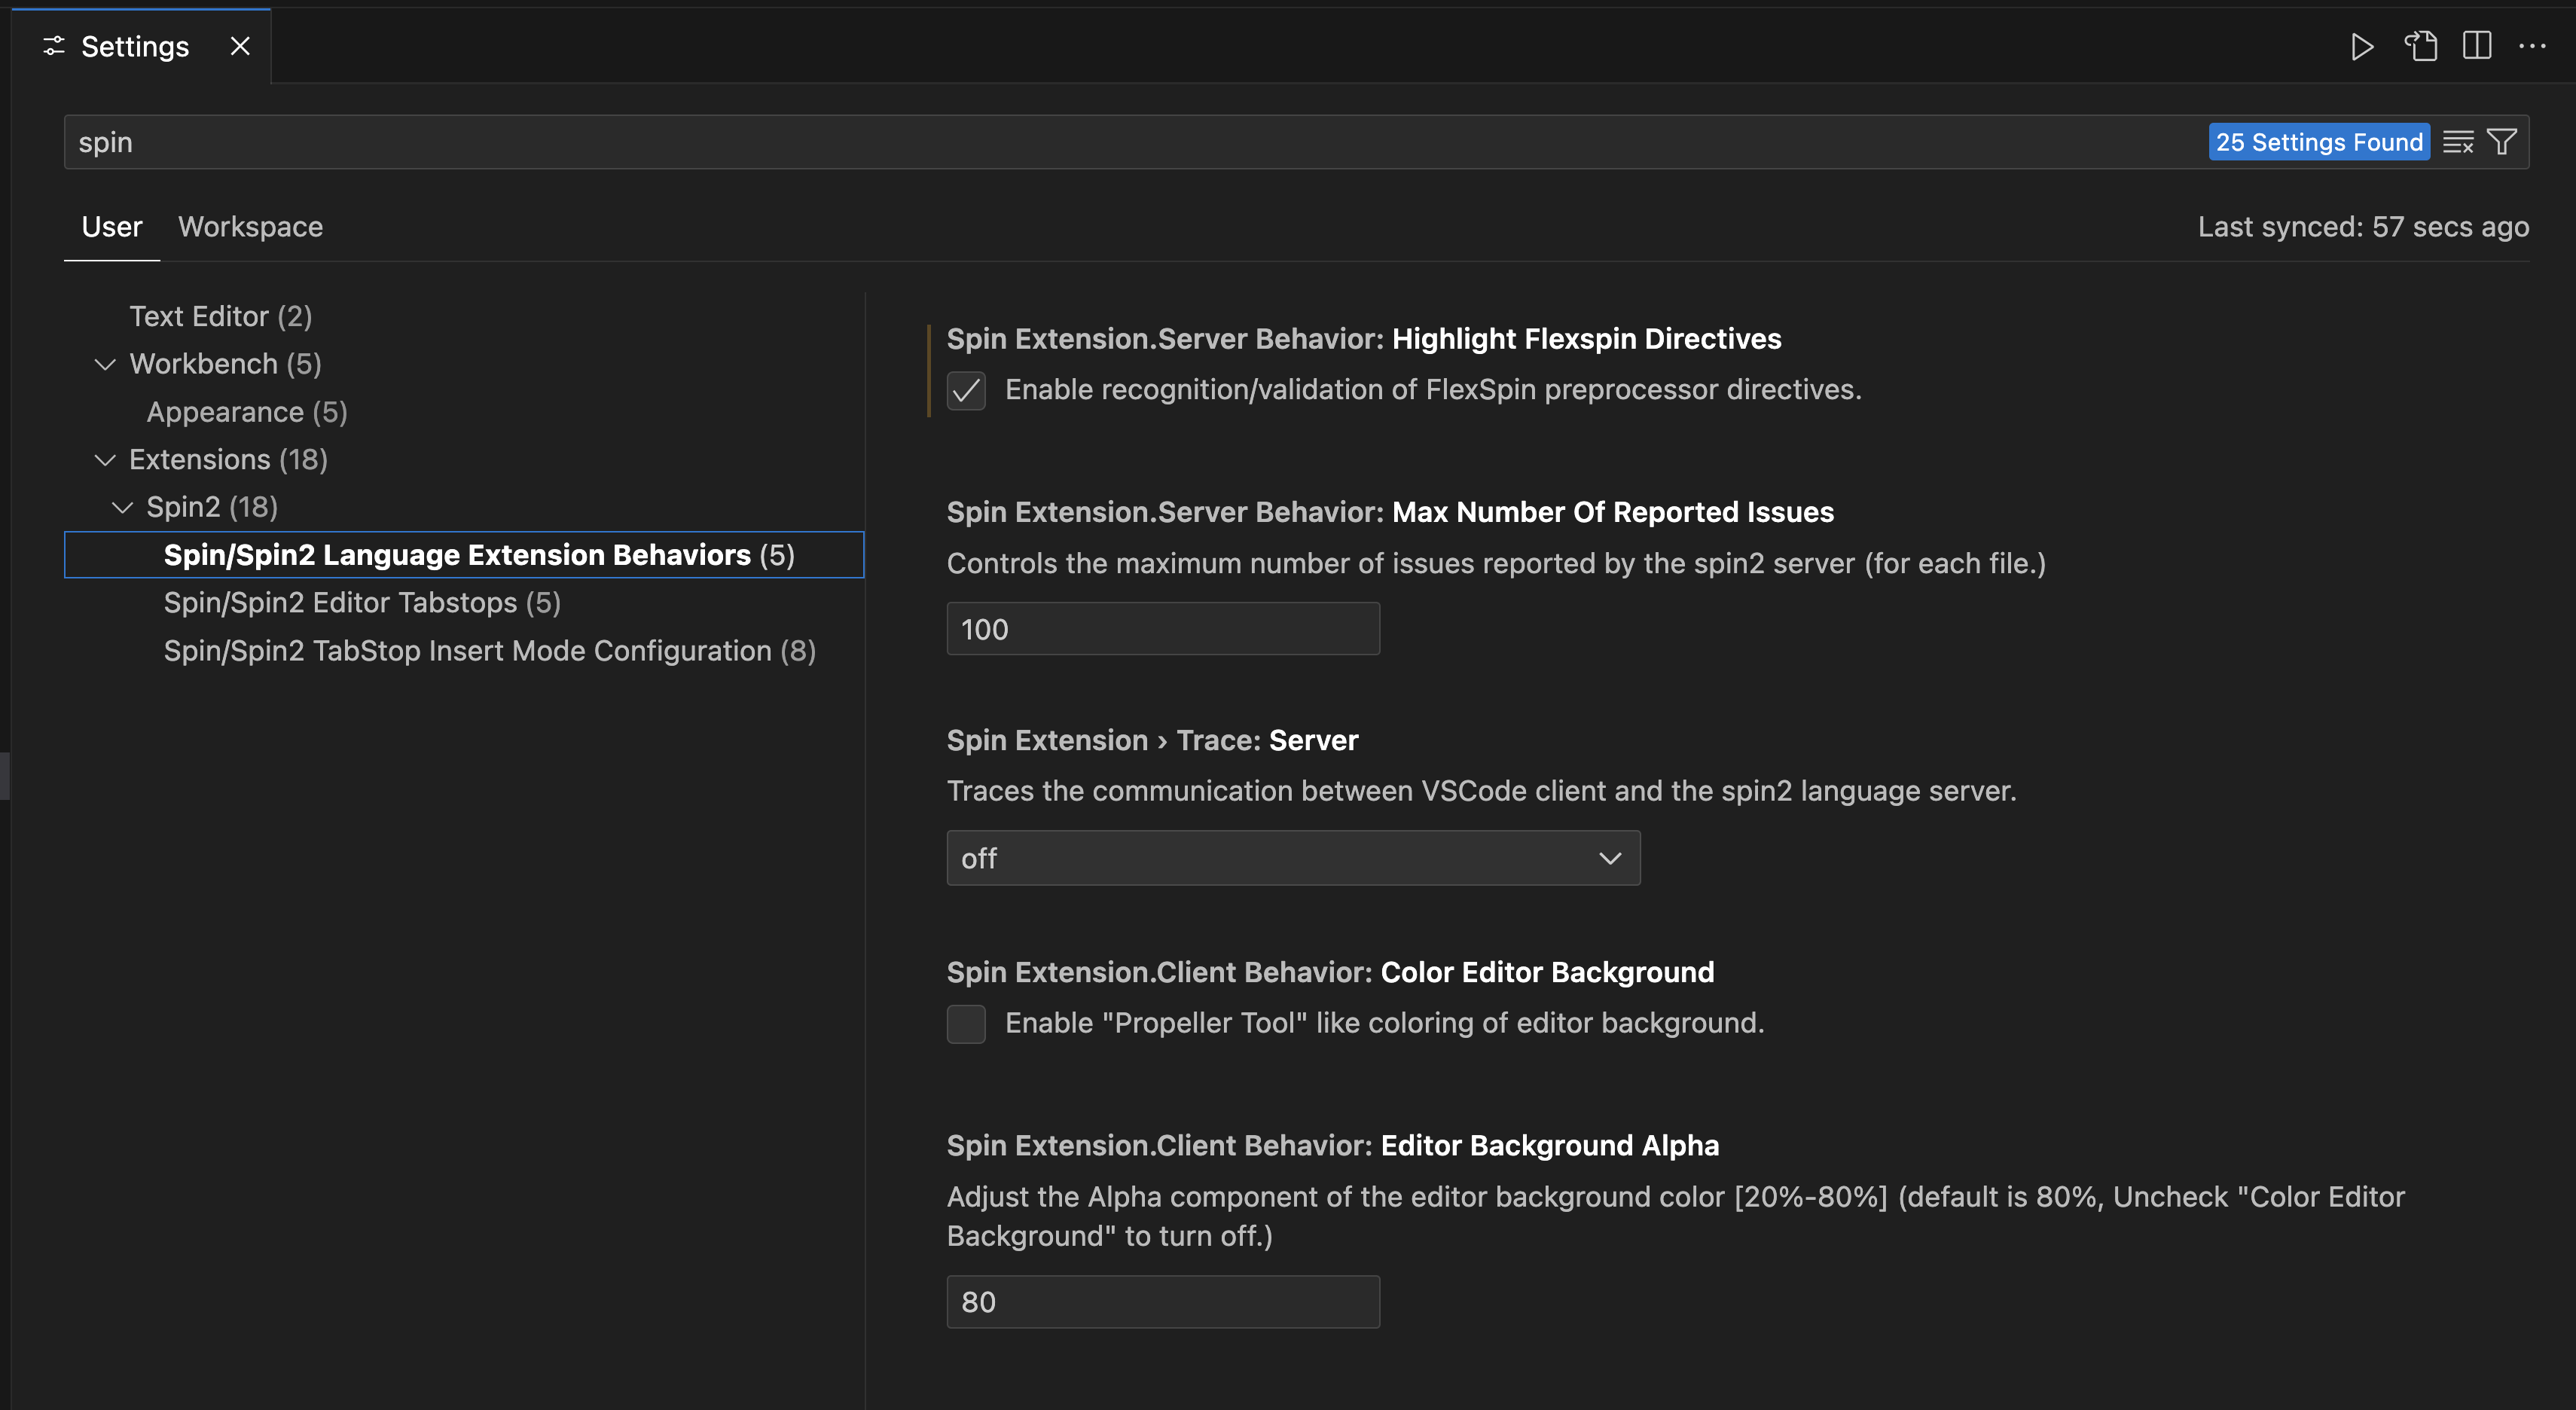 Settings
spin
25 Settings Found
User Workspace
Last synced: 57 secs ago
Text Editor (2)
Workbench (5)
Appearance (5)
Extensions (18)
Spin2 (18)
Spin/Spin2 Language Extension Behaviors (5)
Spin/Spin2 Editor Tabstops (5)
Spin/Spin2 TabStop Insert Mode Configuration (8)
Spin Extension.Server Behavior: Highlight Flexspin Directives
Enable recognition/validation of FlexSpin preprocessor directives.
Spin Extension.Server Behavior: Max Number Of Reported Issues
Controls the maximum number of issues reported by the spin2 server (for each file.)
100
Spin Extension › Trace: Server
Traces the communication between VSCode client and the spin2 language server.
off
Spin Extension.Client Behavior: Color Editor Background
Enable "Propeller Tool" like coloring of editor background.
Spin Extension.Client Behavior: Editor Background Alpha
Adjust the Alpha component of the editor background color [20%-80%] (default is 80%, Uncheck "Color Editor
Background" to turn off.)
80